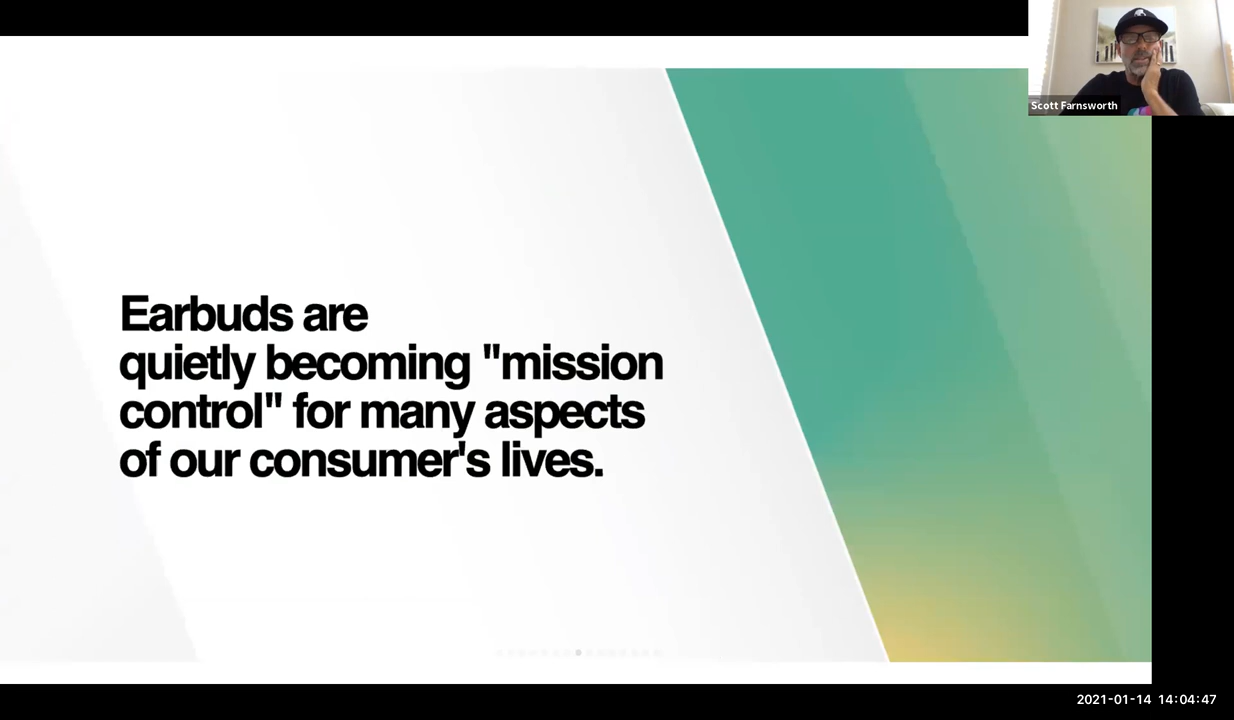 Scott Farnsworth
Earbuds are
quietly becoming "mission
control" for many aspects
of our consumer's lives.
2021-01-14 14:04:47